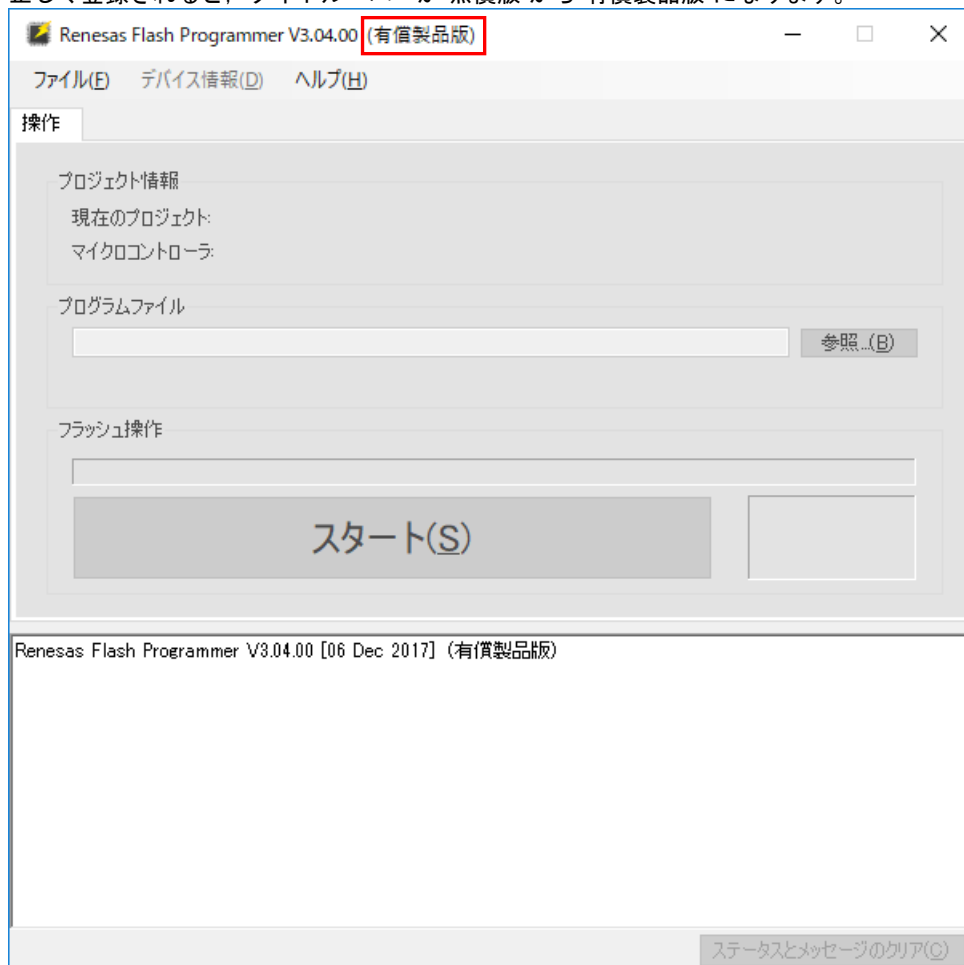 Renesas Flash Programmer V3.04.00 (有償製品版)
ファイル(F) デバイス情報(D) ヘルプ(H)
操作
プロジェクト情報
現在のプロジェクト:
マイクロコントローラ:
プログラムファイル
参照...(B)
フラッシュ操作
スタート(S)
Renesas Flash Programmer V3.04.00 [06 Dec 2017] (有償製品版)
ステータスとメッセージのクリア(C)